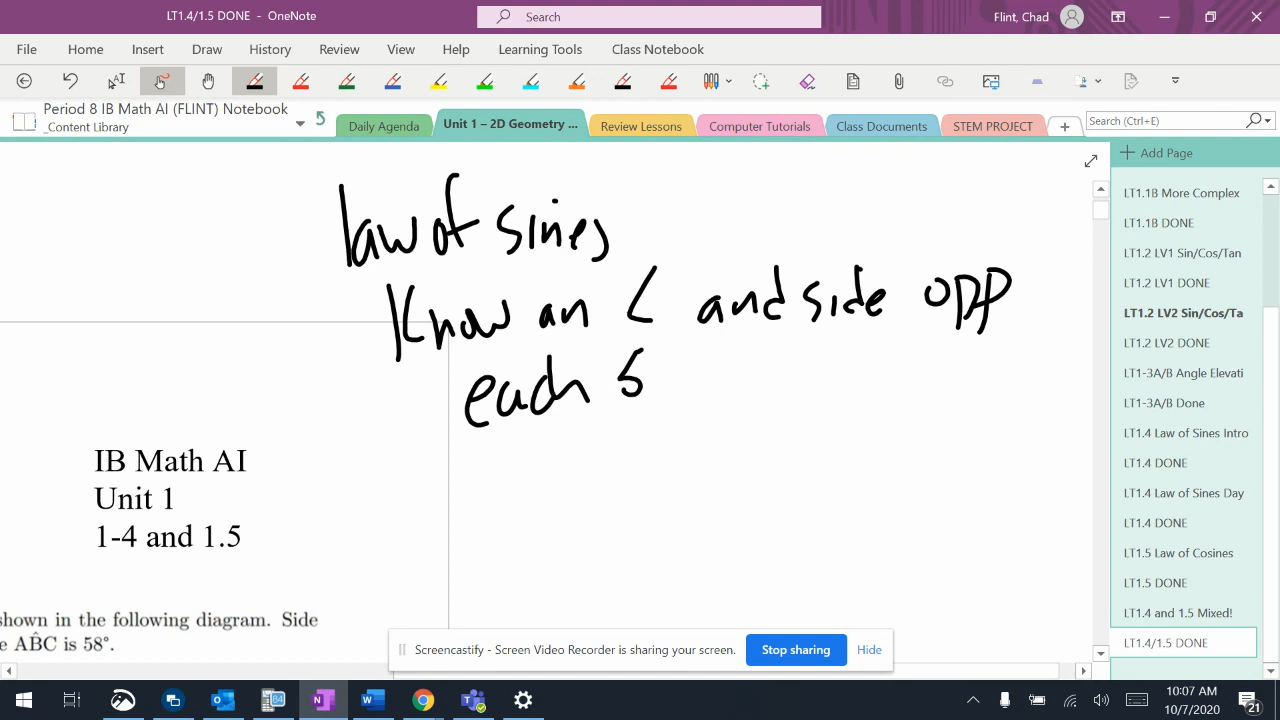 LT1.4/1.5 DONE - OneNote
Search
Flint, Chad
File Home Insert Draw History Review View Help Learning Tools Class Notebook
Period 8 IB Math AI (FLINT) Notebook
_Content Library
Daily Agenda
Unit 1 – 2D Geometry ...
Review Lessons
Computer Tutorials
Class Documents
STEM PROJECT
Search (Ctrl+E)
Add Page
LT1.1B More Complex
LT1.1B DONE
LT1.2 LV1 Sin/Cos/Tan
LT1.2 LV1 DONE
LT1.2 LV2 Sin/Cos/Ta
LT1.2 LV2 DONE
LT1-3A/B Angle Elevati
LT1-3A/B Done
LT1.4 Law of Sines Intro
LT1.4 DONE
LT1.4 Law of Sines Day
LT1.4 DONE
LT1.5 Law of Cosines
LT1.5 DONE
LT1.4 and 1.5 Mixed!
LT1.4/1.5 DONE
law of sines
Know an < and side opp
each
IB Math AI
Unit 1
1-4 and 1.5
shown in the following diagram. Side
e AB̂C is 58°.
Screencastify - Screen Video Recorder is sharing your screen.
Stop sharing
Hide
10:07 AM
10/7/2020
21